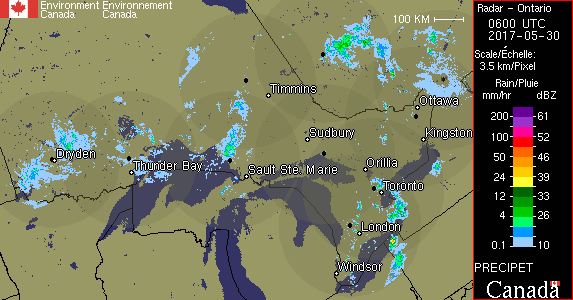 Environment Environnement
Canada Canada
100 KM
Timmins
Ottawa
Sudbury
Kingston
Dryden
Thunder Bay
Sault Ste. Marie
Orillia
Toronto
London
Windsor
Radar - Ontario
0600 UTC
2017-05-30
Scale/Échelle:
3.5 km/Pixel
Rain/Pluie
mm/hr dBZ
200 61
100 52
50 46
24 39
12 33
4 26
0.1 10
PRECIPET
Canada